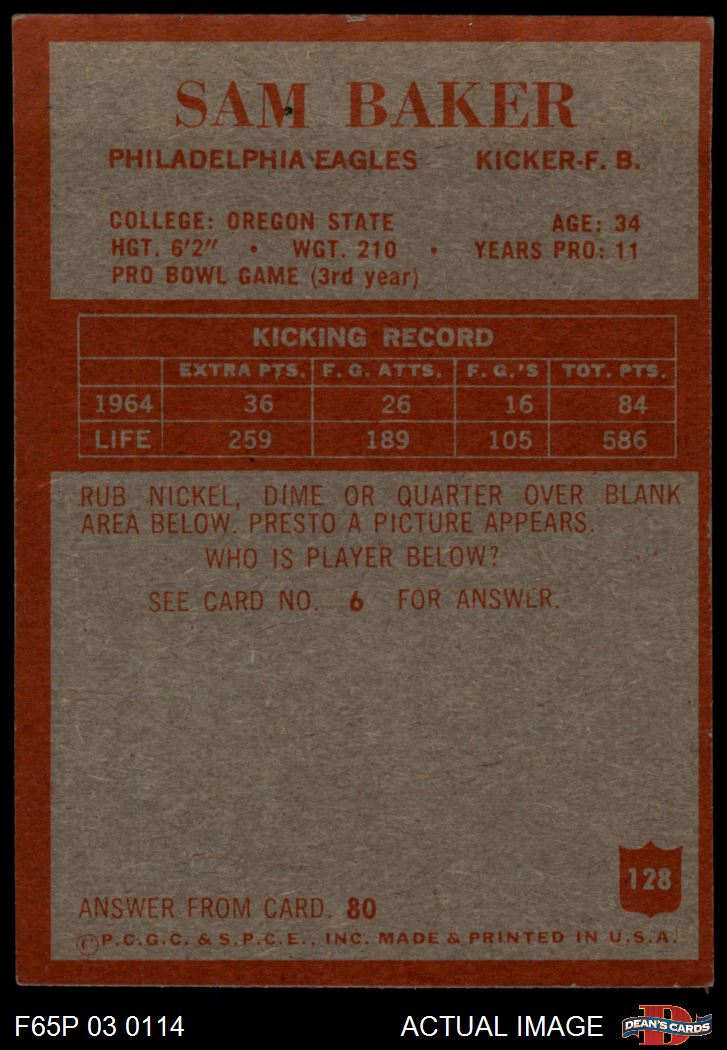 SAM BAKER
PHILADELPHIA EAGLES KICKER-F. B.
COLLEGE: OREGON STATE AGE: 34
HGT. 6'2" • WGT. 210 • YEARS PRO: 11
PRO BOWL GAME (3rd year)
KICKING RECORD
EXTRA PTS. F. G. ATTS. F. G.'S TOT. PTS.
1964 36 26 16 84
LIFE 259 189 105 586
RUB NICKEL, DIME OR QUARTER OVER BLANK
AREA BELOW. PRESTO A PICTURE APPEARS.
WHO IS PLAYER BELOW?
SEE CARD NO. 6 FOR ANSWER.
128
ANSWER FROM CARD. 80
©P.C.G.C. & S.P.C.E., INC. MADE & PRINTED IN U.S.A.
F65P 03 0114 ACTUAL IMAGE
D
DEAN'S CARDS